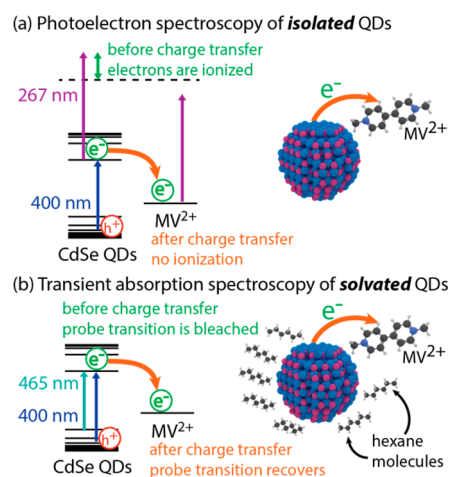 (a) Photoelectron spectroscopy of isolated QDs
before charge transfer
electrons are ionized
267 nm
e⁻
MV²⁺
e⁻
400 nm
e⁻
h⁺
MV²⁺
CdSe QDs
after charge transfer
no ionization
(b) Transient absorption spectroscopy of solvated QDs
before charge transfer
probe transition is bleached
e⁻
MV²⁺
e⁻
465 nm
e⁻
400 nm
h⁺
MV²⁺
CdSe QDs
after charge transfer
probe transition recovers
hexane
molecules